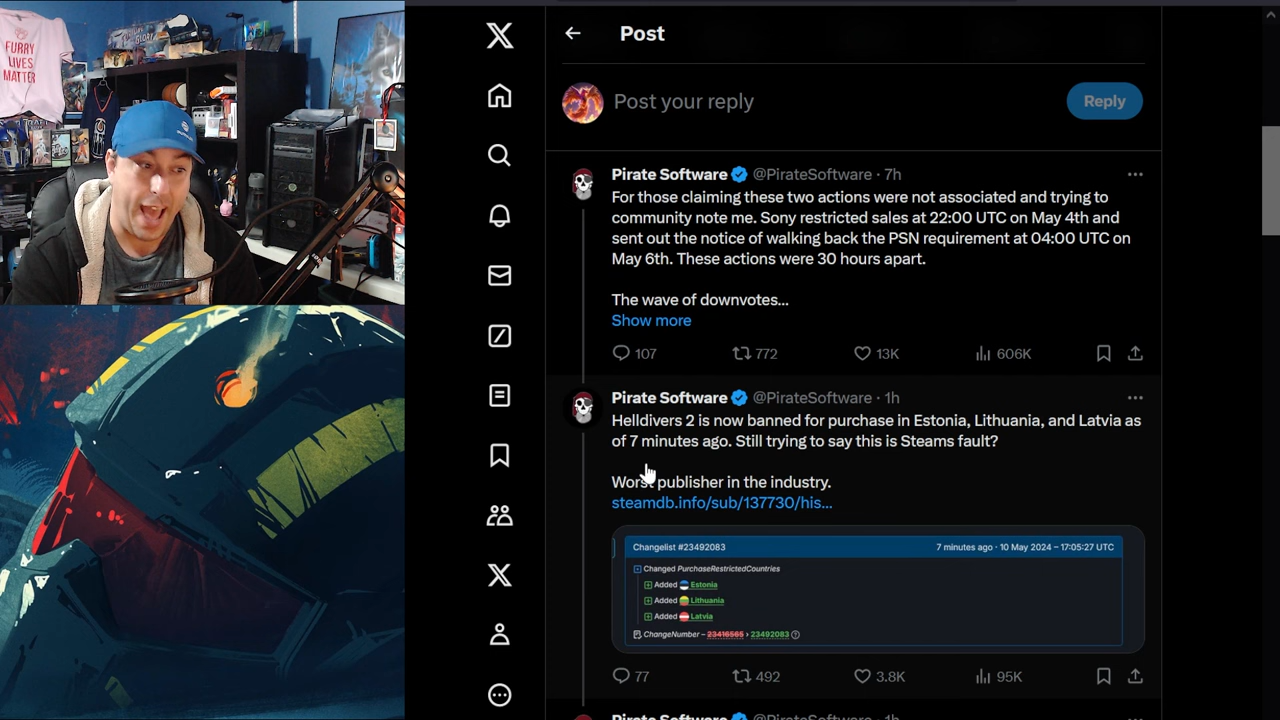 FURRY
LIVES
MATTER
Post
Post your reply
Reply
Pirate Software @PirateSoftware · 7h
For those claiming these two actions were not associated and trying to
community note me. Sony restricted sales at 22:00 UTC on May 4th and
sent out the notice of walking back the PSN requirement at 04:00 UTC on
May 6th. These actions were 30 hours apart.
The wave of downvotes...
Show more
107 772 13K 606K
Pirate Software @PirateSoftware · 1h
Helldivers 2 is now banned for purchase in Estonia, Lithuania, and Latvia as
of 7 minutes ago. Still trying to say this is Steams fault?
Worst publisher in the industry.
steamdb.info/sub/137730/his...
Changelist #23492083 7 minutes ago · 10 May 2024 – 17:05:27 UTC
Changed PurchaseRestrictedCountries
Added Estonia
Added Lithuania
Added Latvia
ChangeNumber – 23416565 › 23492083
77 492 3.8K 95K
Pirate Software @PirateSoftware · 1h